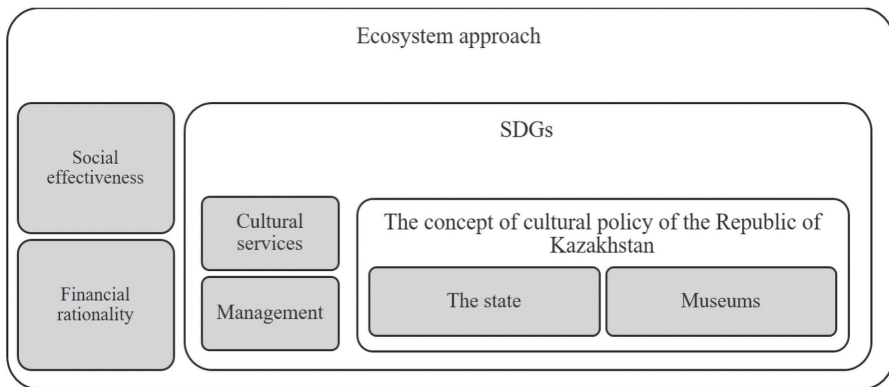 Ecosystem approach
SDGs
Social
effectiveness
Financial
rationality
Cultural
services
Management
The concept of cultural policy of the Republic of
Kazakhstan
The state
Museums